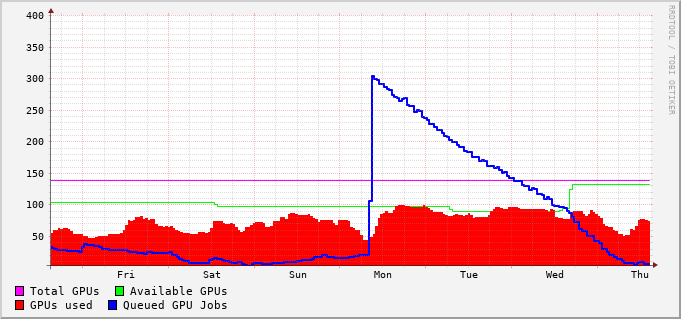 400
350
300
250
200
150
100
50
Fri Sat Sun Mon Tue Wed Thu
Total GPUs Available GPUs
GPUs used Queued GPU Jobs
RRDTOOL / TOBI OETIKER